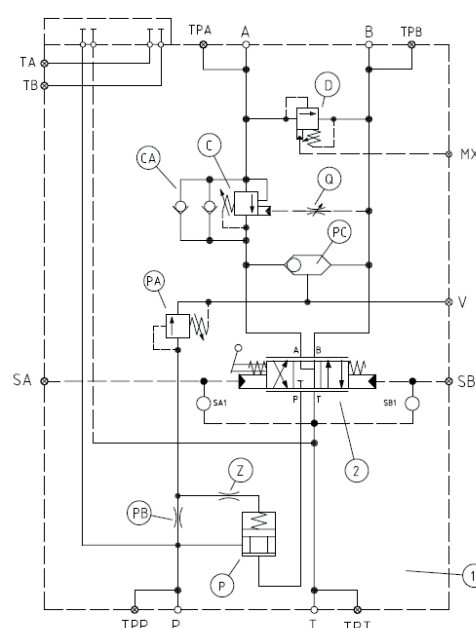 TPA A B TPB
TA
TB
D
MX
CA C Q
PC
PA
V
A B
SA SB
P T
SA1 SB1
2
Z
PB
P
1
TPP P T TPT